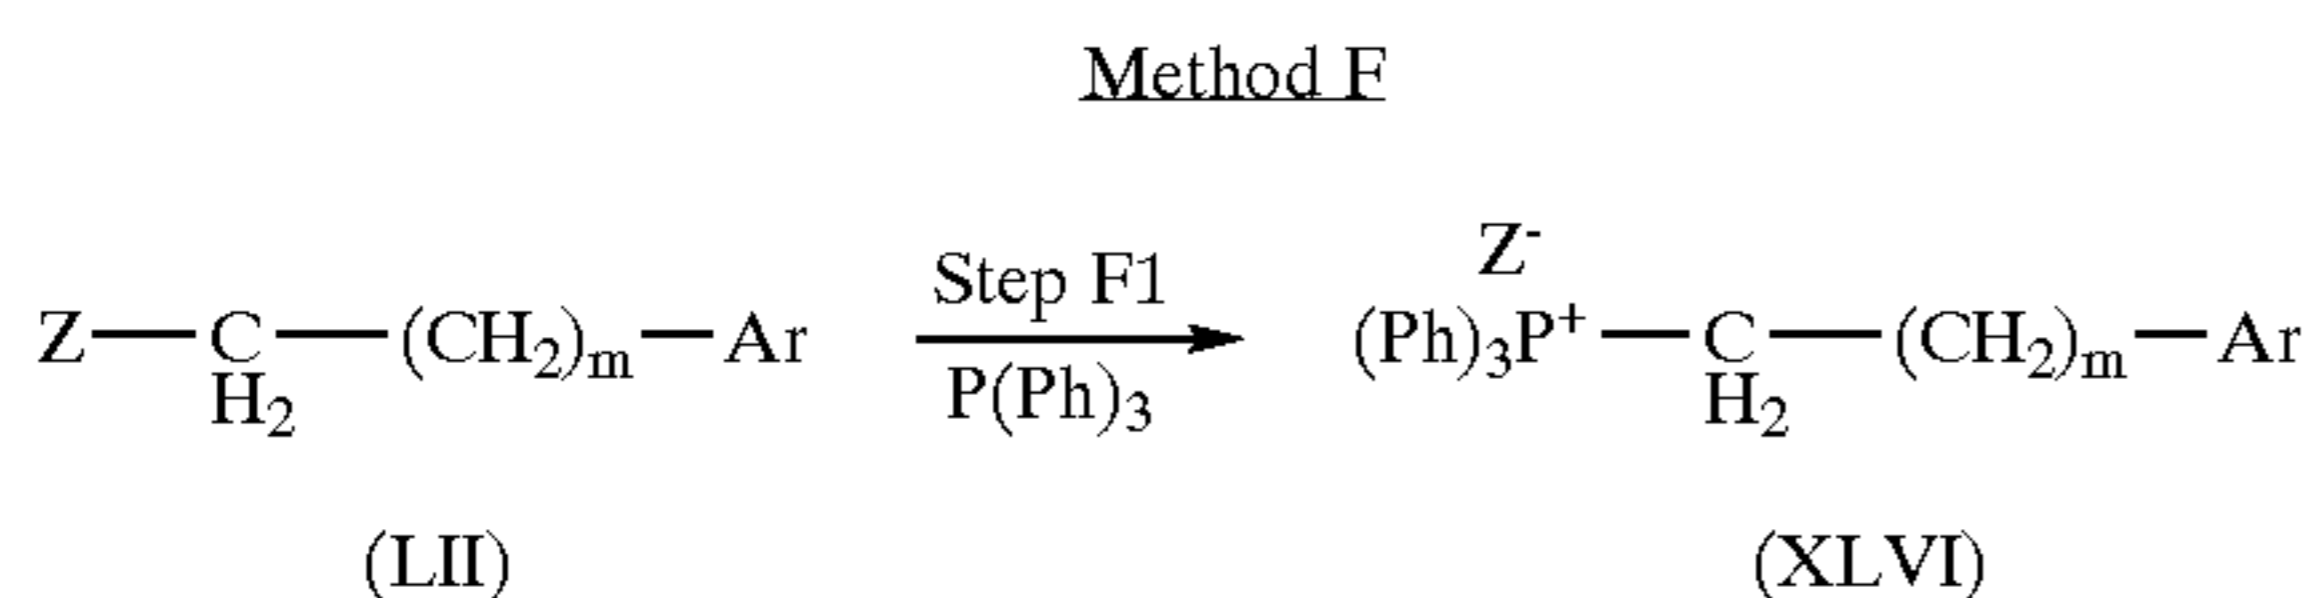 Method F
Step F1
Z—C—(CH₂)ₘ—Ar
H₂
P(Ph)₃
Z⁻
(Ph)₃P⁺—C—(CH₂)ₘ—Ar
H₂
(LII)
(XLVI)